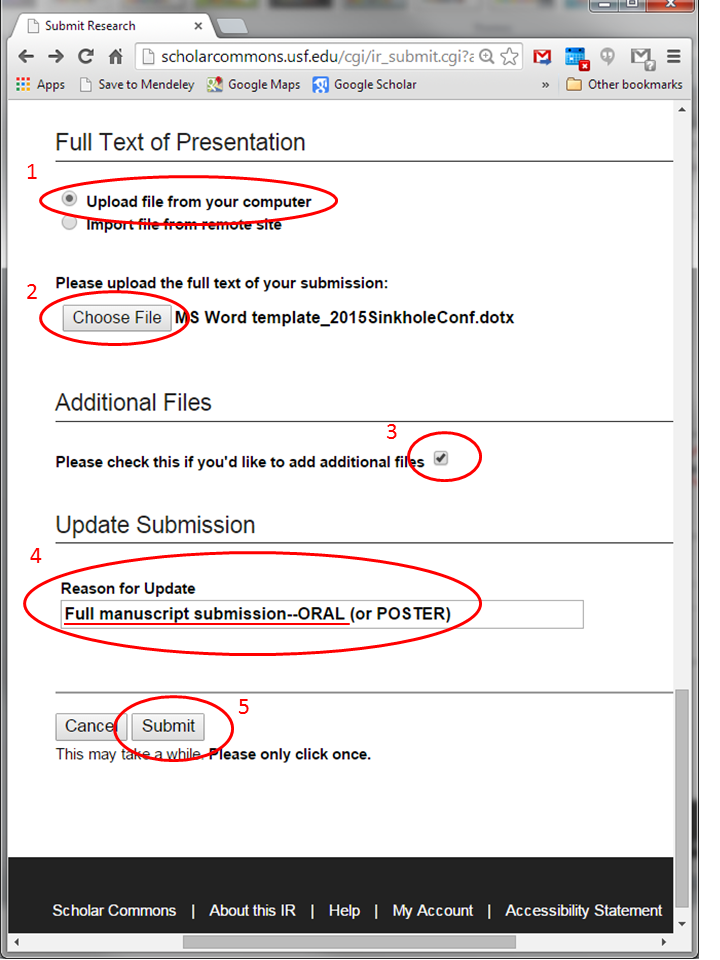 Submit Research
scholarcommons.usf.edu/cgi/ir_submit.cgi?a
Apps Save to Mendeley Google Maps Google Scholar » Other bookmarks
Full Text of Presentation
1
Upload file from your computer
Import file from remote site
Please upload the full text of your submission:
2
Choose File MS Word template_2015SinkholeConf.dotx
Additional Files
3
Please check this if you'd like to add additional files
Update Submission
4
Reason for Update
Full manuscript submission--ORAL (or POSTER)
5
Cancel Submit
This may take a while. Please only click once.
Scholar Commons | About this IR | Help | My Account | Accessibility Statement